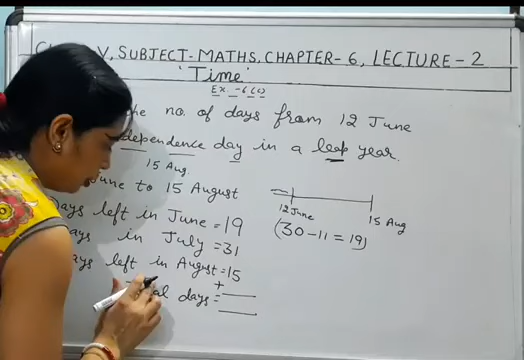 V, SUBJECT-MATHS, CHAPTER-6, LECTURE-2
'Time'
Ex.-6(c)
the no. of days from 12 June
dependence day in a leap year.
15 Aug.
June to 15 August
12 June 15 Aug
ays left in June = 19 (30-11=19)
ays in July = 31
ays left in August = 15
+
al days =